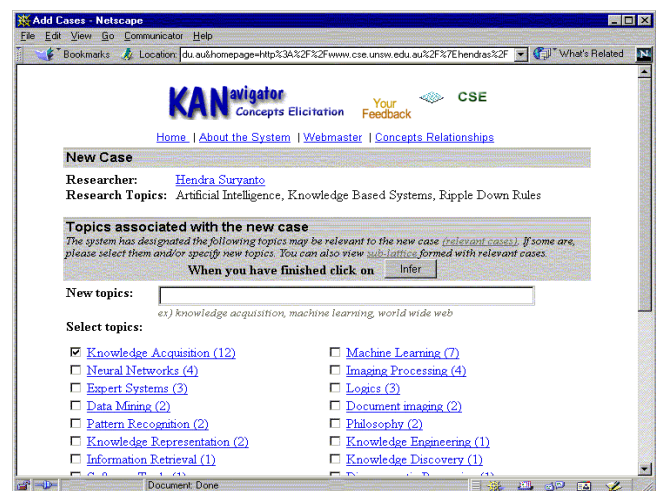 Add Cases - Netscape
File Edit View Go Communicator Help
Bookmarks Location: du.au&homepage=http%3A%2F%2Fwww.cse.unsw.edu.au%2F%7Ehendras%2F What's Related
KANavigator
Concepts Elicitation
Your Feedback
CSE
Home | About the System | Webmaster | Concepts Relationships
New Case
Researcher: Hendra Suryanto
Research Topics: Artificial Intelligence, Knowledge Based Systems, Ripple Down Rules
Topics associated with the new case
The system has designated the following topics may be relevant to the new case (relevant cases). If some are,
please select them and/or specify new topics. You can also view sub-lattice formed with relevant cases.
When you have finished click on Infer
New topics:
ex) knowledge acquisition, machine learning, world wide web
Select topics:
Knowledge Acquisition (12) Machine Learning (7)
Neural Networks (4) Imaging Processing (4)
Expert Systems (3) Logics (3)
Data Mining (2) Document imaging (2)
Pattern Recognition (2) Philosophy (2)
Knowledge Representation (2) Knowledge Engineering (1)
Information Retrieval (1) Knowledge Discovery (1)
Document: Done